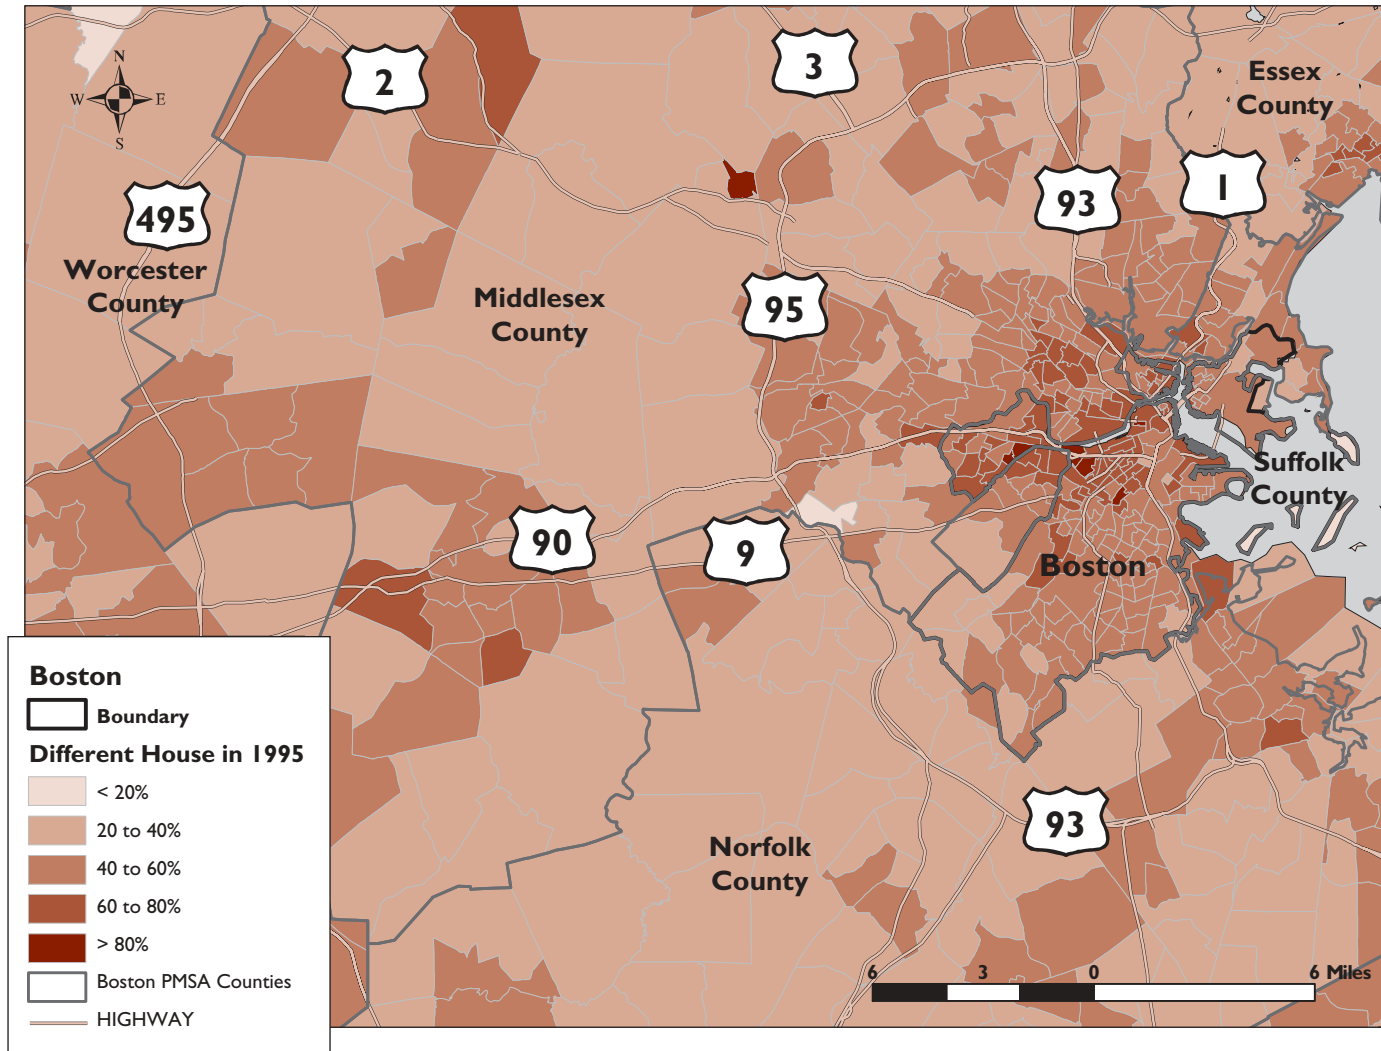 N
W E
S
2
3
Essex
County
93
1
495
Worcester
County
Middlesex
County
95
Suffolk
County
90
9
Boston
Boston
Boundary
Different House in 1995
< 20%
20 to 40%
40 to 60%
60 to 80%
> 80%
Boston PMSA Counties
HIGHWAY
93
Norfolk
County
6 3 0 6 Miles